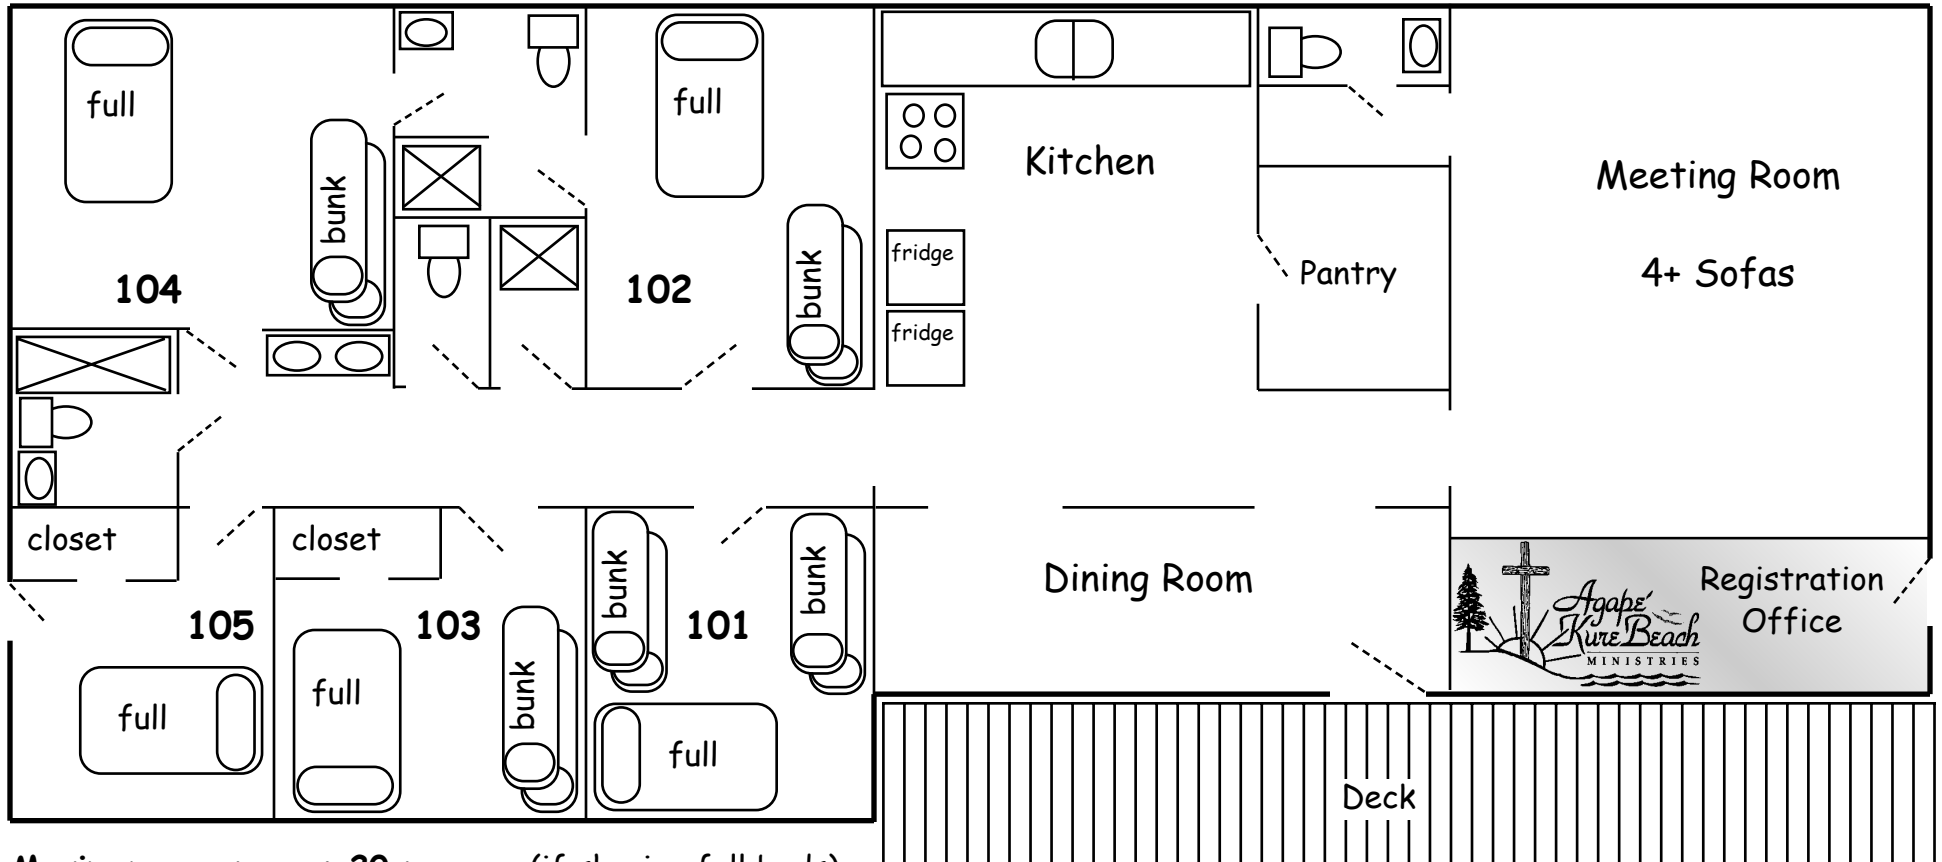 full
full
bunk
Kitchen
Meeting Room
4+ Sofas
fridge
bunk
fridge
Pantry
104
102
closet
closet
bunk
bunk
Dining Room
Registration
Office
Agapé
Kure Beach
MINISTRIES
105
103
101
full
full
bunk
full
Deck